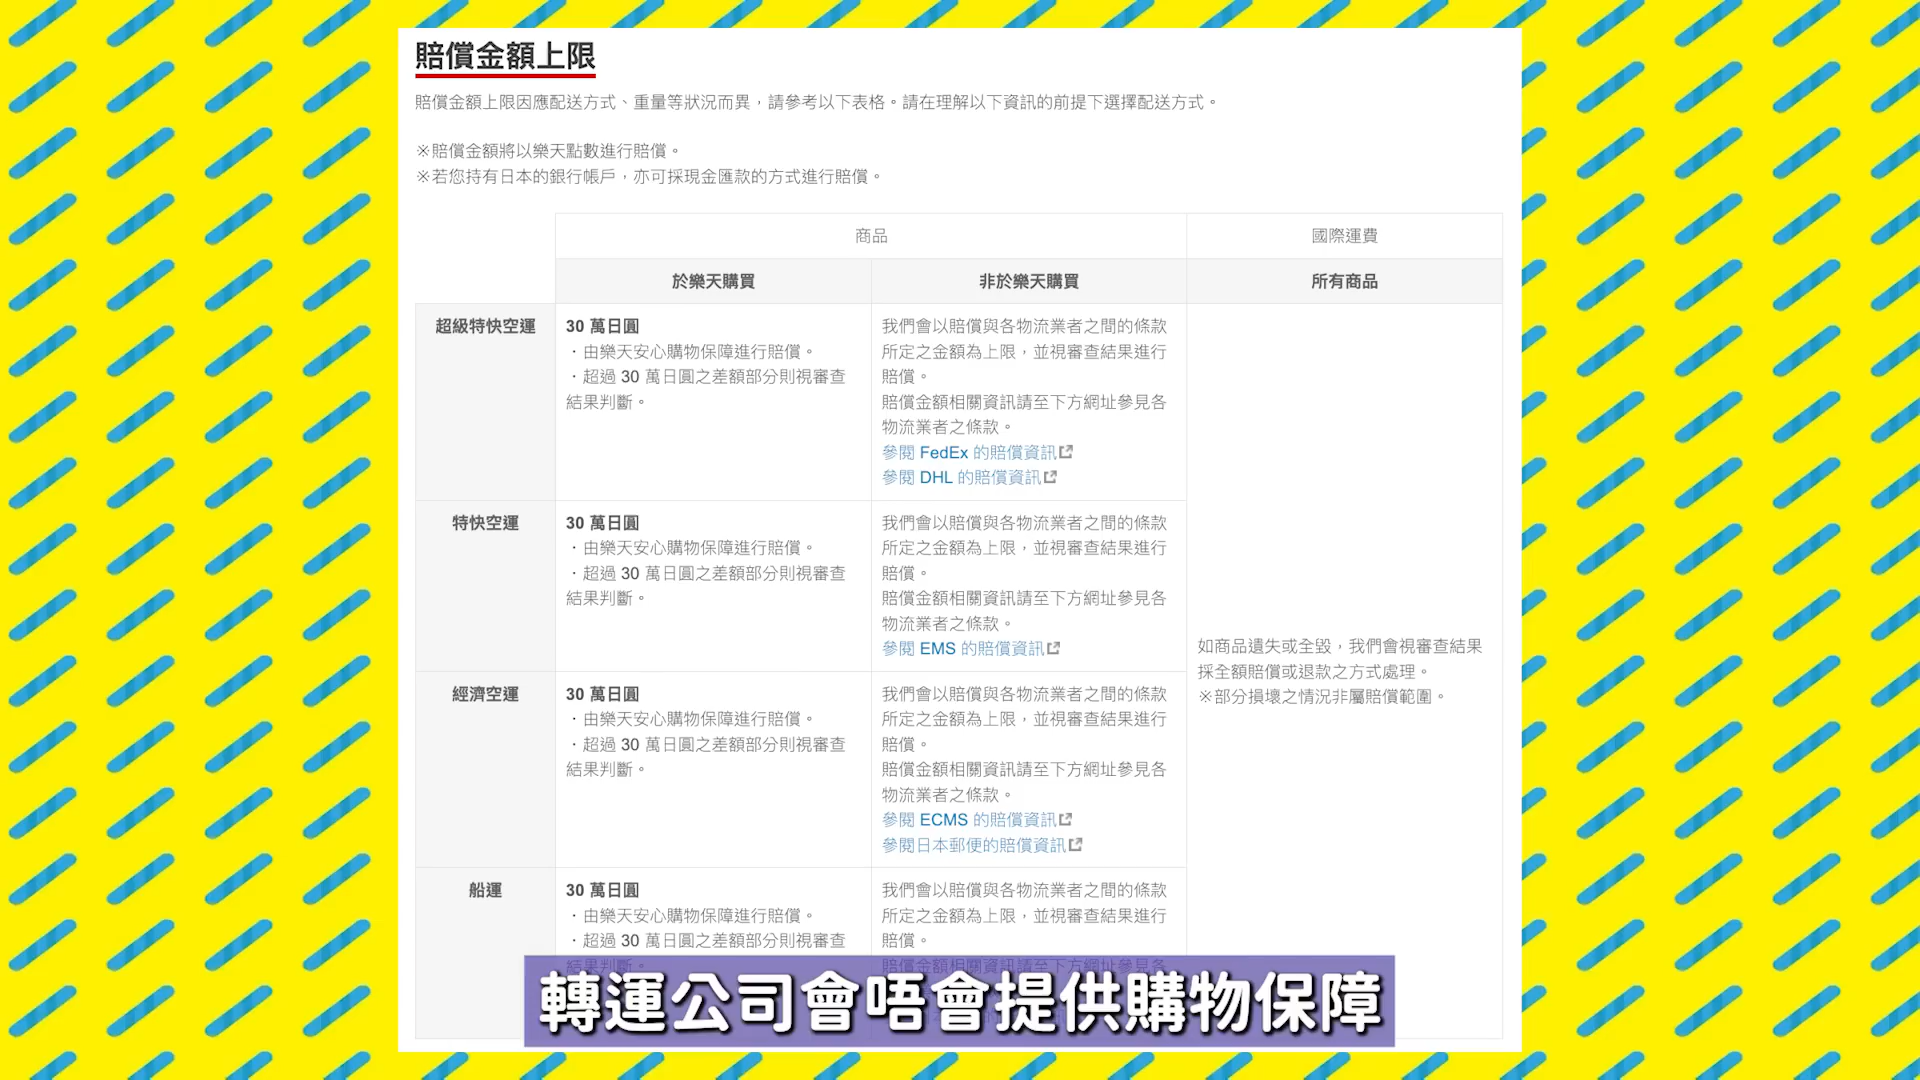 賠償金額上限
賠償金額上限因應配送方式、重量等狀況而異，請參考以下表格。請在理解以下資訊的前提下選擇配送方式。
※賠償金額將以樂天點數進行賠償。
※若您持有日本的銀行帳戶，亦可採現金匯款的方式進行賠償。
商品
國際運費
於樂天購買
非於樂天購買
所有商品
超級特快空運
30 萬日圓
・由樂天安心購物保障進行賠償。
・超過 30 萬日圓之差額部分則視審查
結果判斷。
我們會以賠償與各物流業者之間的條款
所定之金額為上限，並視審查結果進行
賠償。
賠償金額相關資訊請至下方網址參見各
物流業者之條款。
參閱 FedEx 的賠償資訊
參閱 DHL 的賠償資訊
特快空運
30 萬日圓
・由樂天安心購物保障進行賠償。
・超過 30 萬日圓之差額部分則視審查
結果判斷。
我們會以賠償與各物流業者之間的條款
所定之金額為上限，並視審查結果進行
賠償。
賠償金額相關資訊請至下方網址參見各
物流業者之條款。
參閱 EMS 的賠償資訊
如商品遺失或全毀，我們會視審查結果
採全額賠償或退款之方式處理。
※部分損壞之情況非屬賠償範圍。
經濟空運
30 萬日圓
・由樂天安心購物保障進行賠償。
・超過 30 萬日圓之差額部分則視審查
結果判斷。
我們會以賠償與各物流業者之間的條款
所定之金額為上限，並視審查結果進行
賠償。
賠償金額相關資訊請至下方網址參見各
物流業者之條款。
參閱 ECMS 的賠償資訊
參閱日本郵便的賠償資訊
船運
30 萬日圓
・由樂天安心購物保障進行賠償。
・超過 30 萬日圓之差額部分則視審查
結果判斷。
我們會以賠償與各物流業者之間的條款
所定之金額為上限，並視審查結果進行
賠償。
賠償金額相關資訊請至下方網址參見各
轉運公司會唔會提供購物保障